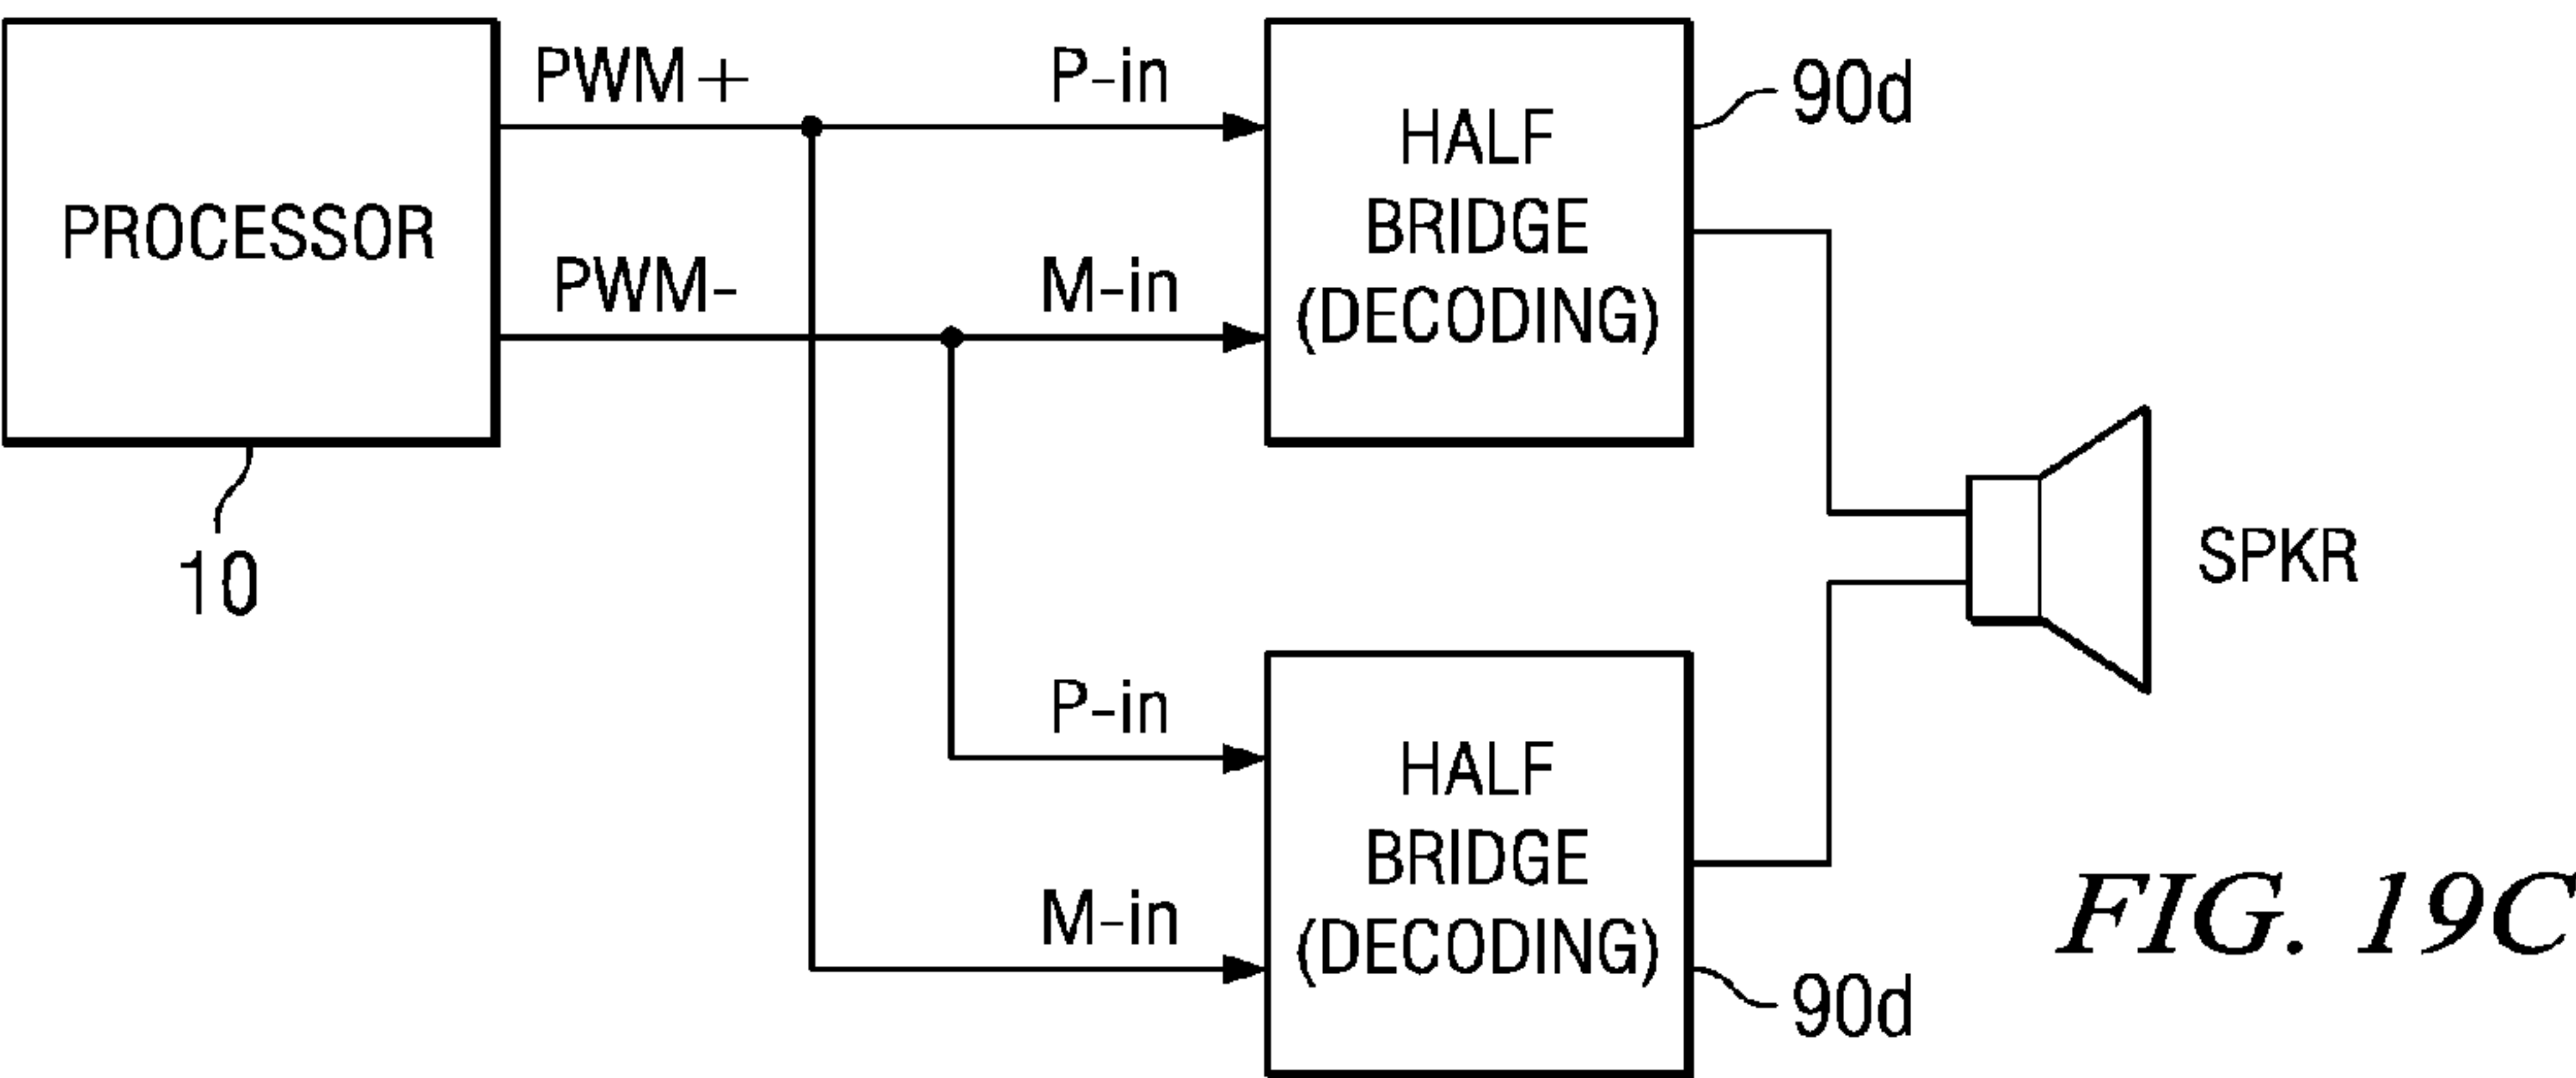 PWM+
P-in
90d
HALF
BRIDGE
(DECODING)
PROCESSOR
PWM-
M-in
10
SPKR
P-in
HALF
BRIDGE
(DECODING)
M-in
90d
FIG. 19C